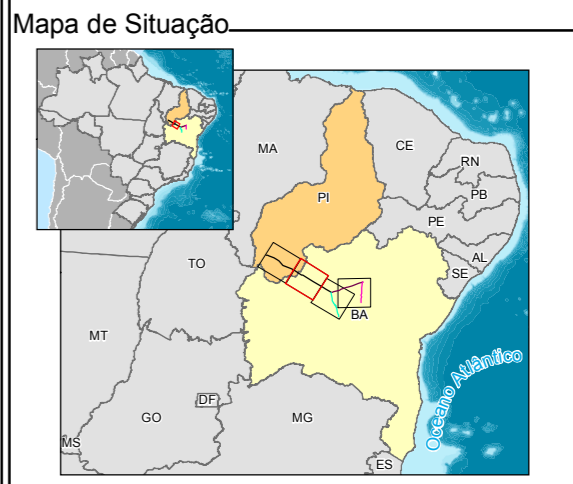 Mapa de Situação
MA
CE
RN
PB
PI
PE
AL
SE
TO
BA
MT
Oceano Atlântico
DF
GO
MG
MS
ES